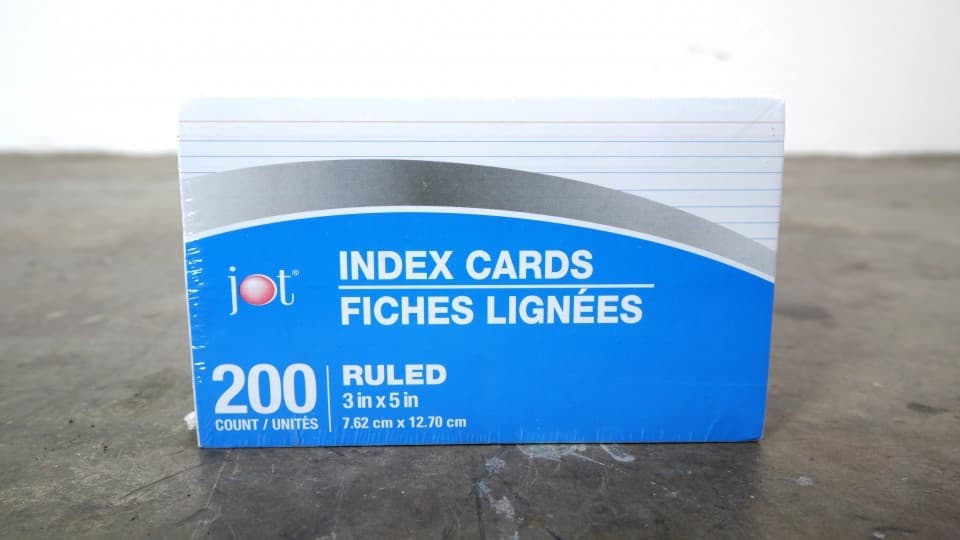 jot®
INDEX CARDS
FICHES LIGNÉES
200
COUNT / UNITÉS
RULED
3 in x 5 in
7.62 cm x 12.70 cm